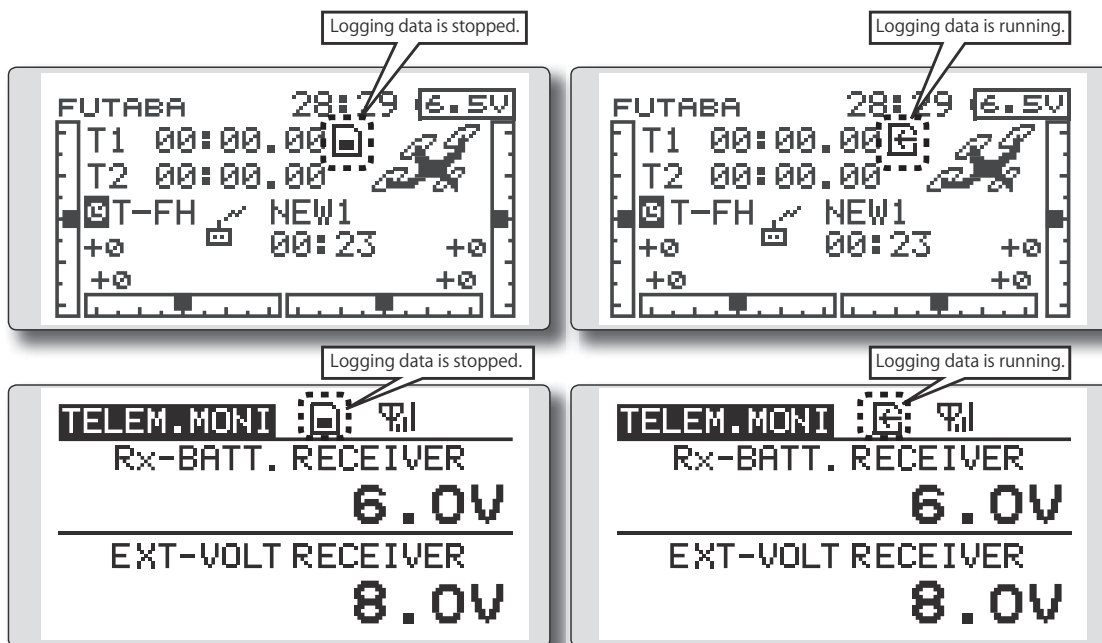 Logging data is stopped.
FUTABA 28:29 6.5V
T1 00:00.00
T2 00:00.00
T-FH NEW1
+0 00:23 +0
+0 +0
Logging data is running.
FUTABA 28:29 6.5V
T1 00:00.00
T2 00:00.00
T-FH NEW1
+0 00:23 +0
+0 +0
Logging data is stopped.
TELEM.MONI
Rx-BATT. RECEIVER
6.0V
EXT-VOLT RECEIVER
8.0V
Logging data is running.
TELEM.MONI
Rx-BATT. RECEIVER
6.0V
EXT-VOLT RECEIVER
8.0V